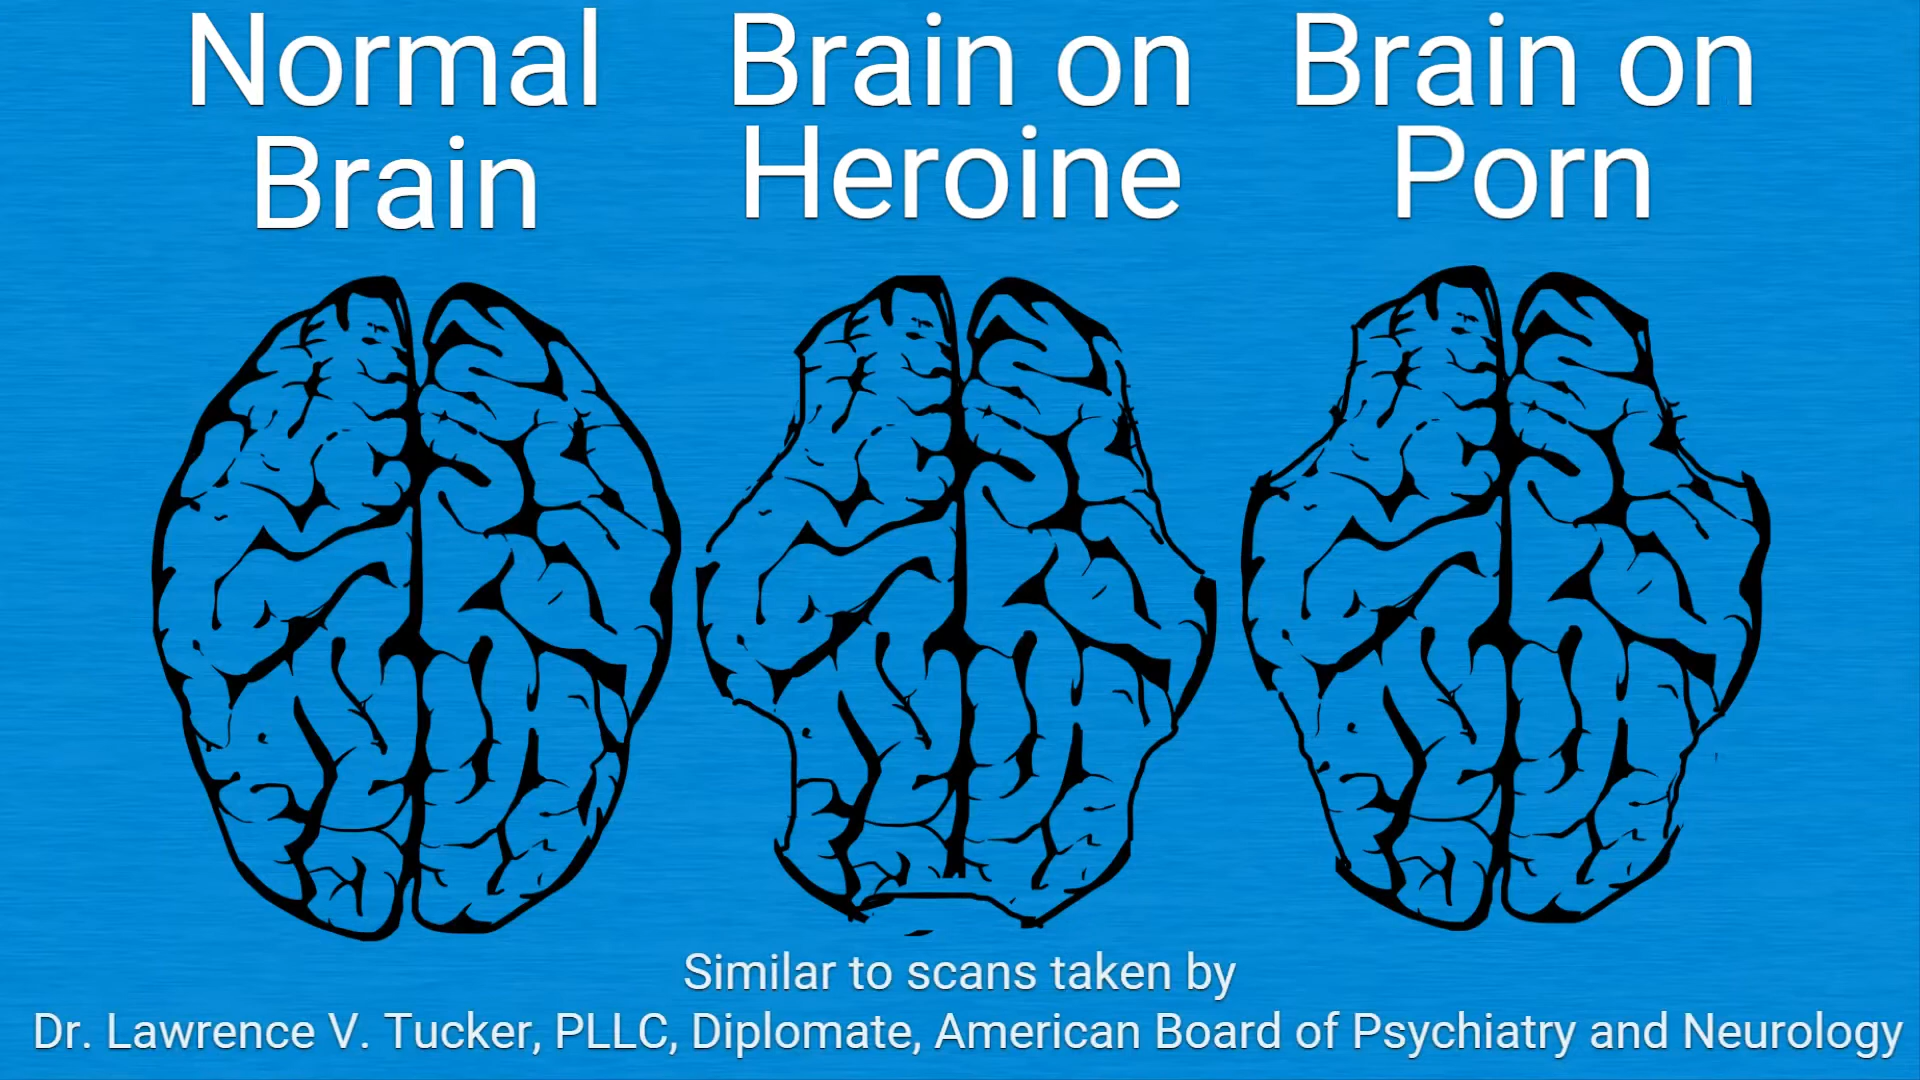 Normal
Brain
Brain on
Heroine
Brain on
Porn
Similar to scans taken by
Dr. Lawrence V. Tucker, PLLC, Diplomate, American Board of Psychiatry and Neurology